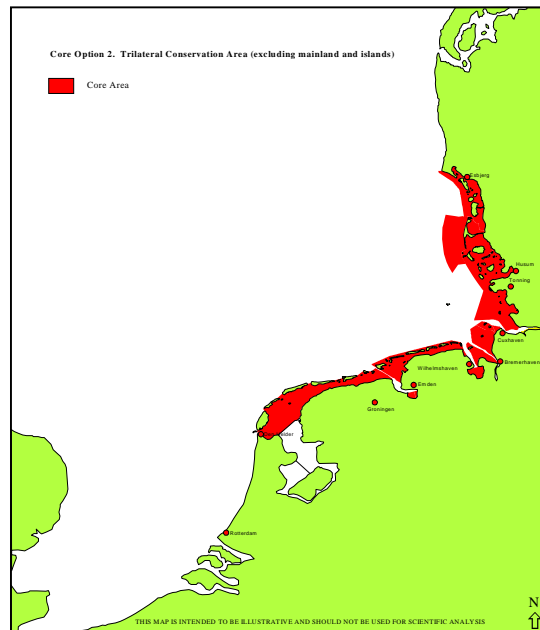 Core Option 2. Trilateral Conservation Area (excluding mainland and islands)
Core Area
Esbjerg
Husum
Tonning
Cuxhaven
Bremerhaven
Wilhelmshaven
Emden
Groningen
Rotterdam
N
THIS MAP IS INTENDED TO BE ILLUSTRATIVE AND SHOULD NOT BE USED FOR SCIENTIFIC ANALYSIS